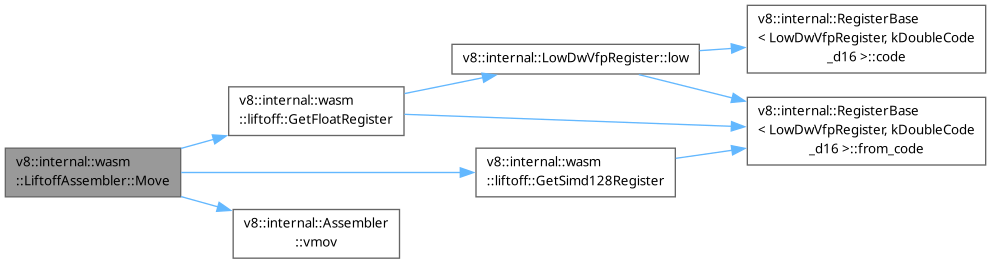 v8::internal::wasm
::LiftoffAssembler::Move
v8::internal::wasm
::liftoff::GetFloatRegister
v8::internal::LowDwVfpRegister::low
v8::internal::RegisterBase
< LowDwVfpRegister, kDoubleCode
_d16 >::code
v8::internal::RegisterBase
< LowDwVfpRegister, kDoubleCode
_d16 >::from_code
v8::internal::wasm
::liftoff::GetSimd128Register
v8::internal::Assembler
::vmov